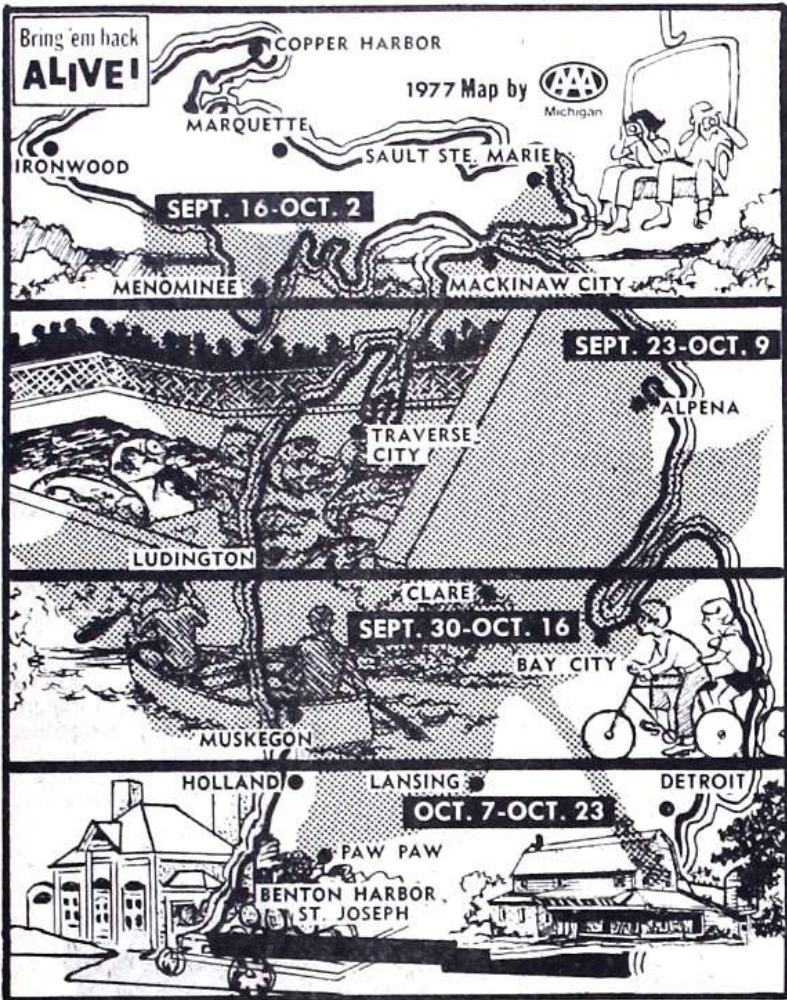 Bring 'em back
ALIVE!
COPPER HARBOR
1977 Map by AAA
Michigan
MARQUETTE
IRONWOOD
SAULT STE. MARIE
SEPT. 16-OCT. 2
MENOMINEE
MACKINAW CITY
SEPT. 23-OCT. 9
ALPENA
TRAVERSE
CITY
LUDINGTON
CLARE
SEPT. 30-OCT. 16
BAY CITY
MUSKEGON
HOLLAND
LANSING
DETROIT
OCT. 7-OCT. 23
PAW PAW
BENTON HARBOR
ST. JOSEPH